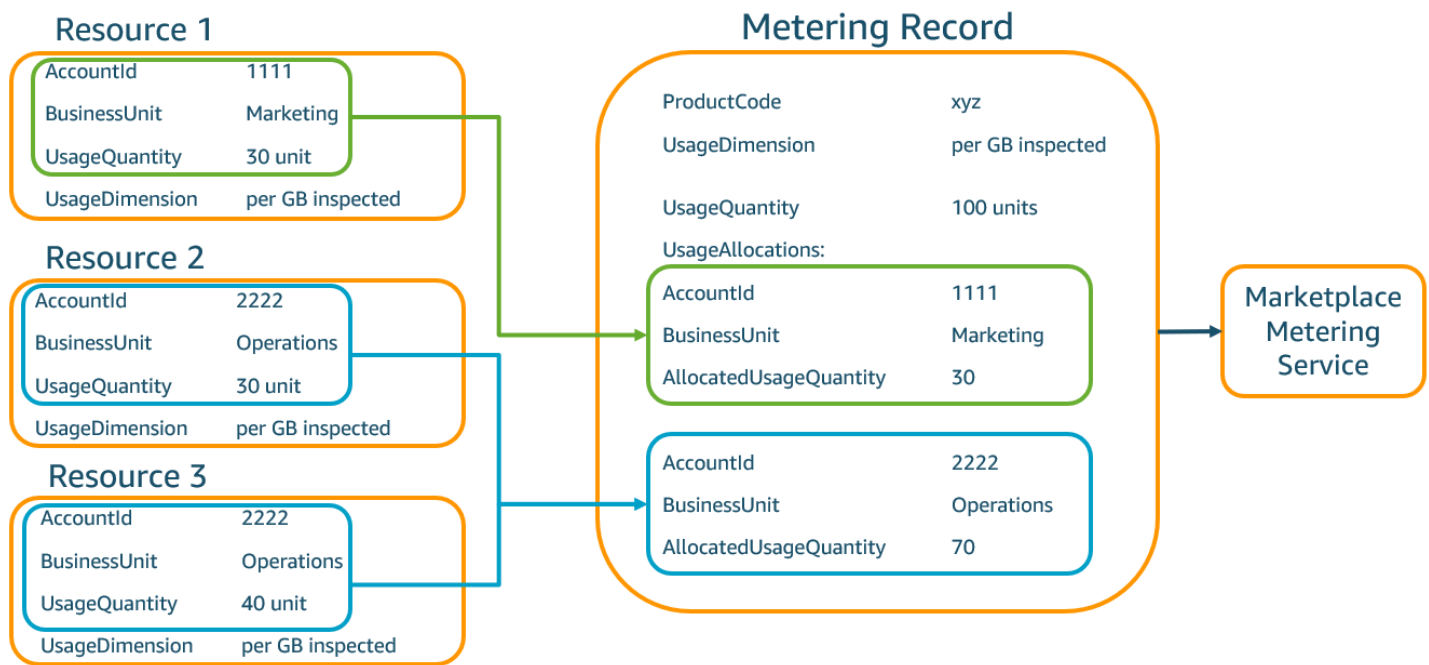 Resource 1
AccountId 1111
BusinessUnit Marketing
UsageQuantity 30 unit
UsageDimension per GB inspected
Resource 2
AccountId 2222
BusinessUnit Operations
UsageQuantity 30 unit
UsageDimension per GB inspected
Resource 3
AccountId 2222
BusinessUnit Operations
UsageQuantity 40 unit
UsageDimension per GB inspected
Metering Record
ProductCode xyz
UsageDimension per GB inspected
UsageQuantity 100 units
UsageAllocations:
AccountId 1111
BusinessUnit Marketing
AllocatedUsageQuantity 30
AccountId 2222
BusinessUnit Operations
AllocatedUsageQuantity 70
Marketplace
Metering
Service